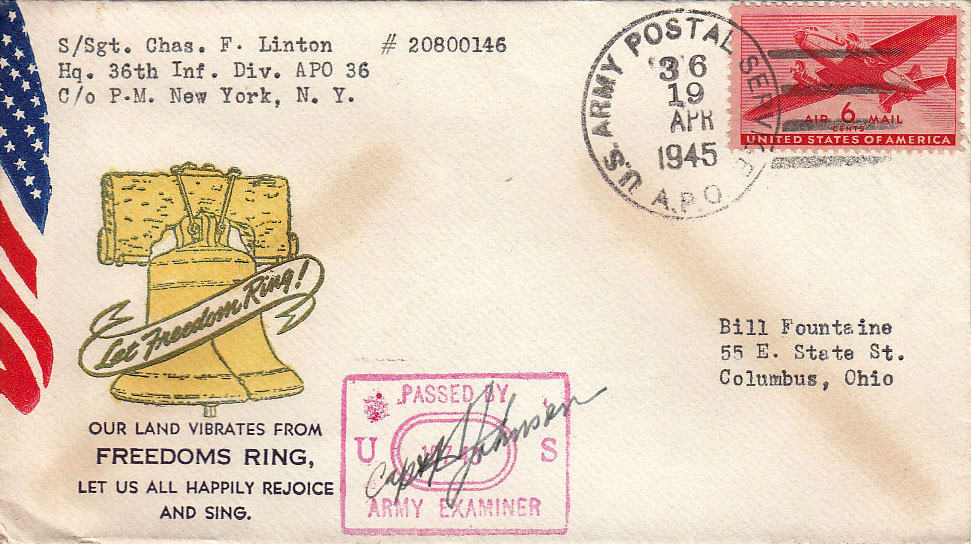 S/Sgt. Chas. F. Linton # 20800146
Hq. 36th Inf. Div. APO 36
C/o P.M. New York, N. Y.
U.S. ARMY POSTAL SERVICE
36
19
APR
1945
A.P.O.
AIR 6 MAIL
CENTS
UNITED STATES OF AMERICA
Let Freedom Ring!
Bill Fountaine
55 E. State St.
Columbus, Ohio
OUR LAND VIBRATES FROM
FREEDOMS RING,
LET US ALL HAPPILY REJOICE
AND SING.
PASSED BY
U S
Capt Johnson
ARMY EXAMINER